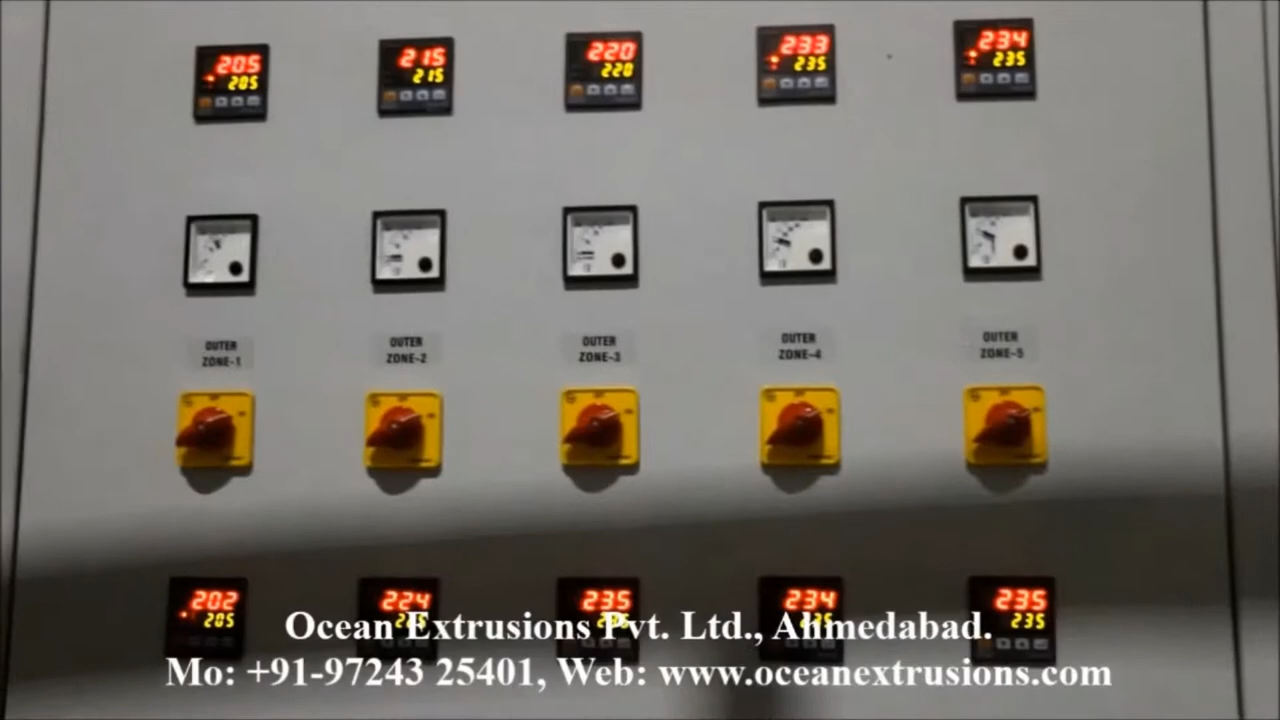 205 215 220 233 234
205 215 220 235 235
OUTER OUTER OUTER OUTER OUTER
ZONE-1 ZONE-2 ZONE-3 ZONE-4 ZONE-5
202 224 235 234 235
205 235
Ocean Extrusions Pvt. Ltd., Ahmedabad.
Mo: +91-97243 25401, Web: www.oceanextrusions.com